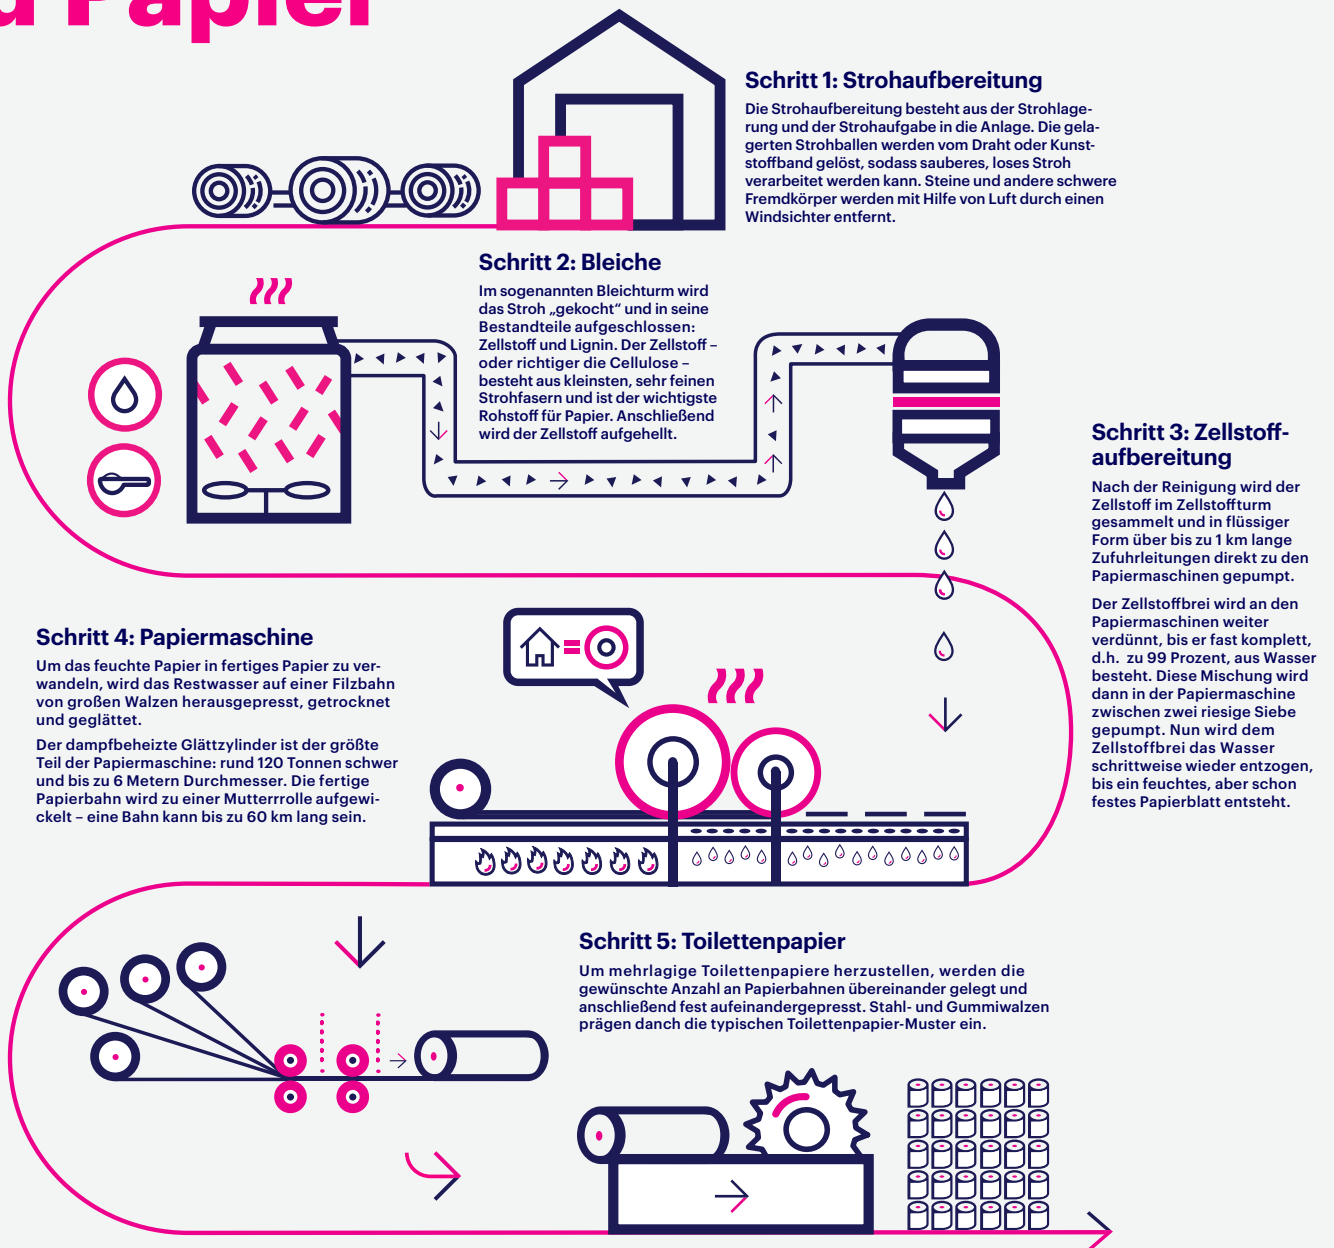 Papier
Schritt 1: Strohaufbereitung
Die Strohaufbereitung besteht aus der Strohlage-
rung und der Strohaufgabe in die Anlage. Die gela-
gerten Strohballen werden vom Draht oder Kunst-
stoffband gelöst, sodass sauberes, loses Stroh
verarbeitet werden kann. Steine und andere schwere
Fremdkörper werden mit Hilfe von Luft durch einen
Windsichter entfernt.
Schritt 2: Bleiche
Im sogenannten Bleichturm wird
das Stroh „gekocht“ und in seine
Bestandteile aufgeschlossen:
Zellstoff und Lignin. Der Zellstoff –
oder richtiger die Cellulose –
besteht aus kleinsten, sehr feinen
Strohfasern und ist der wichtigste
Rohstoff für Papier. Anschließend
wird der Zellstoff aufgehellt.
Schritt 3: Zellstoff-
aufbereitung
Nach der Reinigung wird der
Zellstoff im Zellstoffturm
gesammelt und in flüssiger
Form über bis zu 1 km lange
Zufuhrleitungen direkt zu den
Papiermaschinen gepumpt.
Der Zellstoffbrei wird an den
Papiermaschinen weiter
verdünnt, bis er fast komplett,
d.h. zu 99 Prozent, aus Wasser
besteht. Diese Mischung wird
dann in der Papiermaschine
zwischen zwei riesige Siebe
gepumpt. Nun wird dem
Zellstoffbrei das Wasser
schrittweise wieder entzogen,
bis ein feuchtes, aber schon
festes Papierblatt entsteht.
Schritt 4: Papiermaschine
Um das feuchte Papier in fertiges Papier zu ver-
wandeln, wird das Restwasser auf einer Filzbahn
von großen Walzen herausgepresst, getrocknet
und geglättet.
Der dampfbeheizte Glättzylinder ist der größte
Teil der Papiermaschine: rund 120 Tonnen schwer
und bis zu 6 Metern Durchmesser. Die fertige
Papierbahn wird zu einer Mutterrrolle aufgewi-
ckelt – eine Bahn kann bis zu 60 km lang sein.
Schritt 5: Toilettenpapier
Um mehrlagige Toilettenpapiere herzustellen, werden die
gewünschte Anzahl an Papierbahnen übereinander gelegt und
anschließend fest aufeinandergepresst. Stahl- und Gummiwalzen
prägen danch die typischen Toilettenpapier-Muster ein.